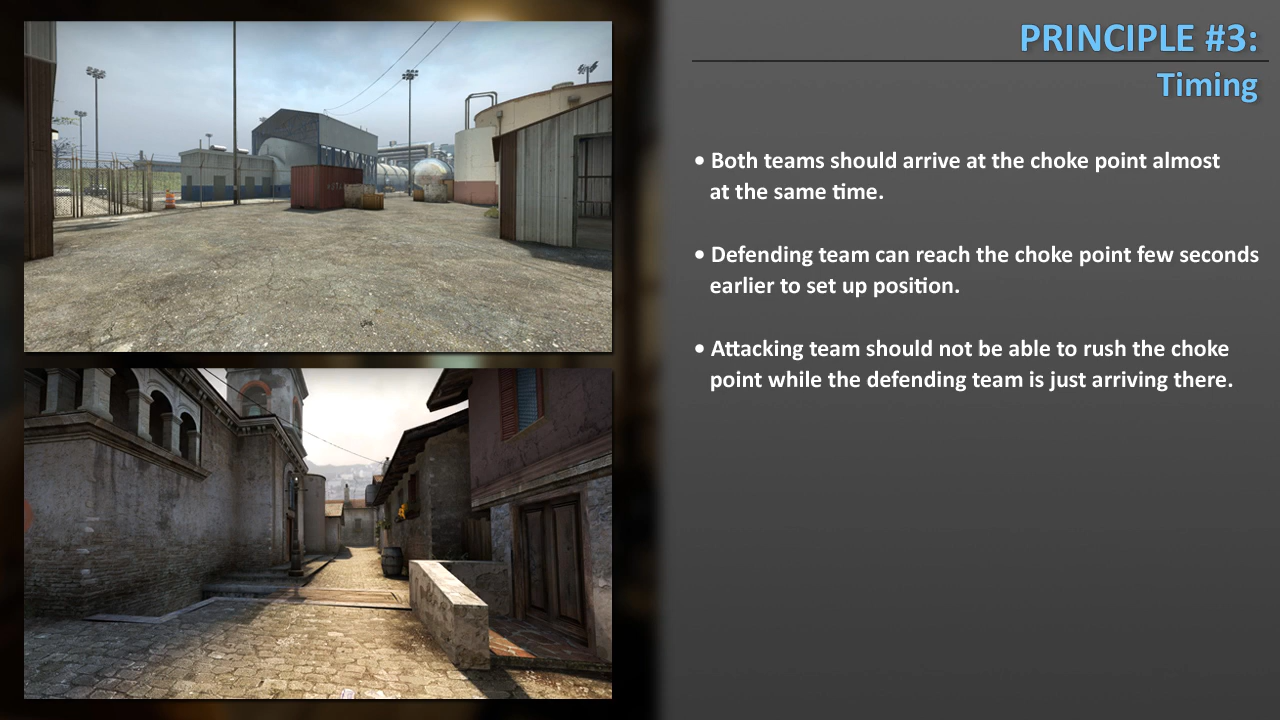 PRINCIPLE #3:
Timing
• Both teams should arrive at the choke point almost
at the same time.
• Defending team can reach the choke point few seconds
earlier to set up position.
• Attacking team should not be able to rush the choke
point while the defending team is just arriving there.